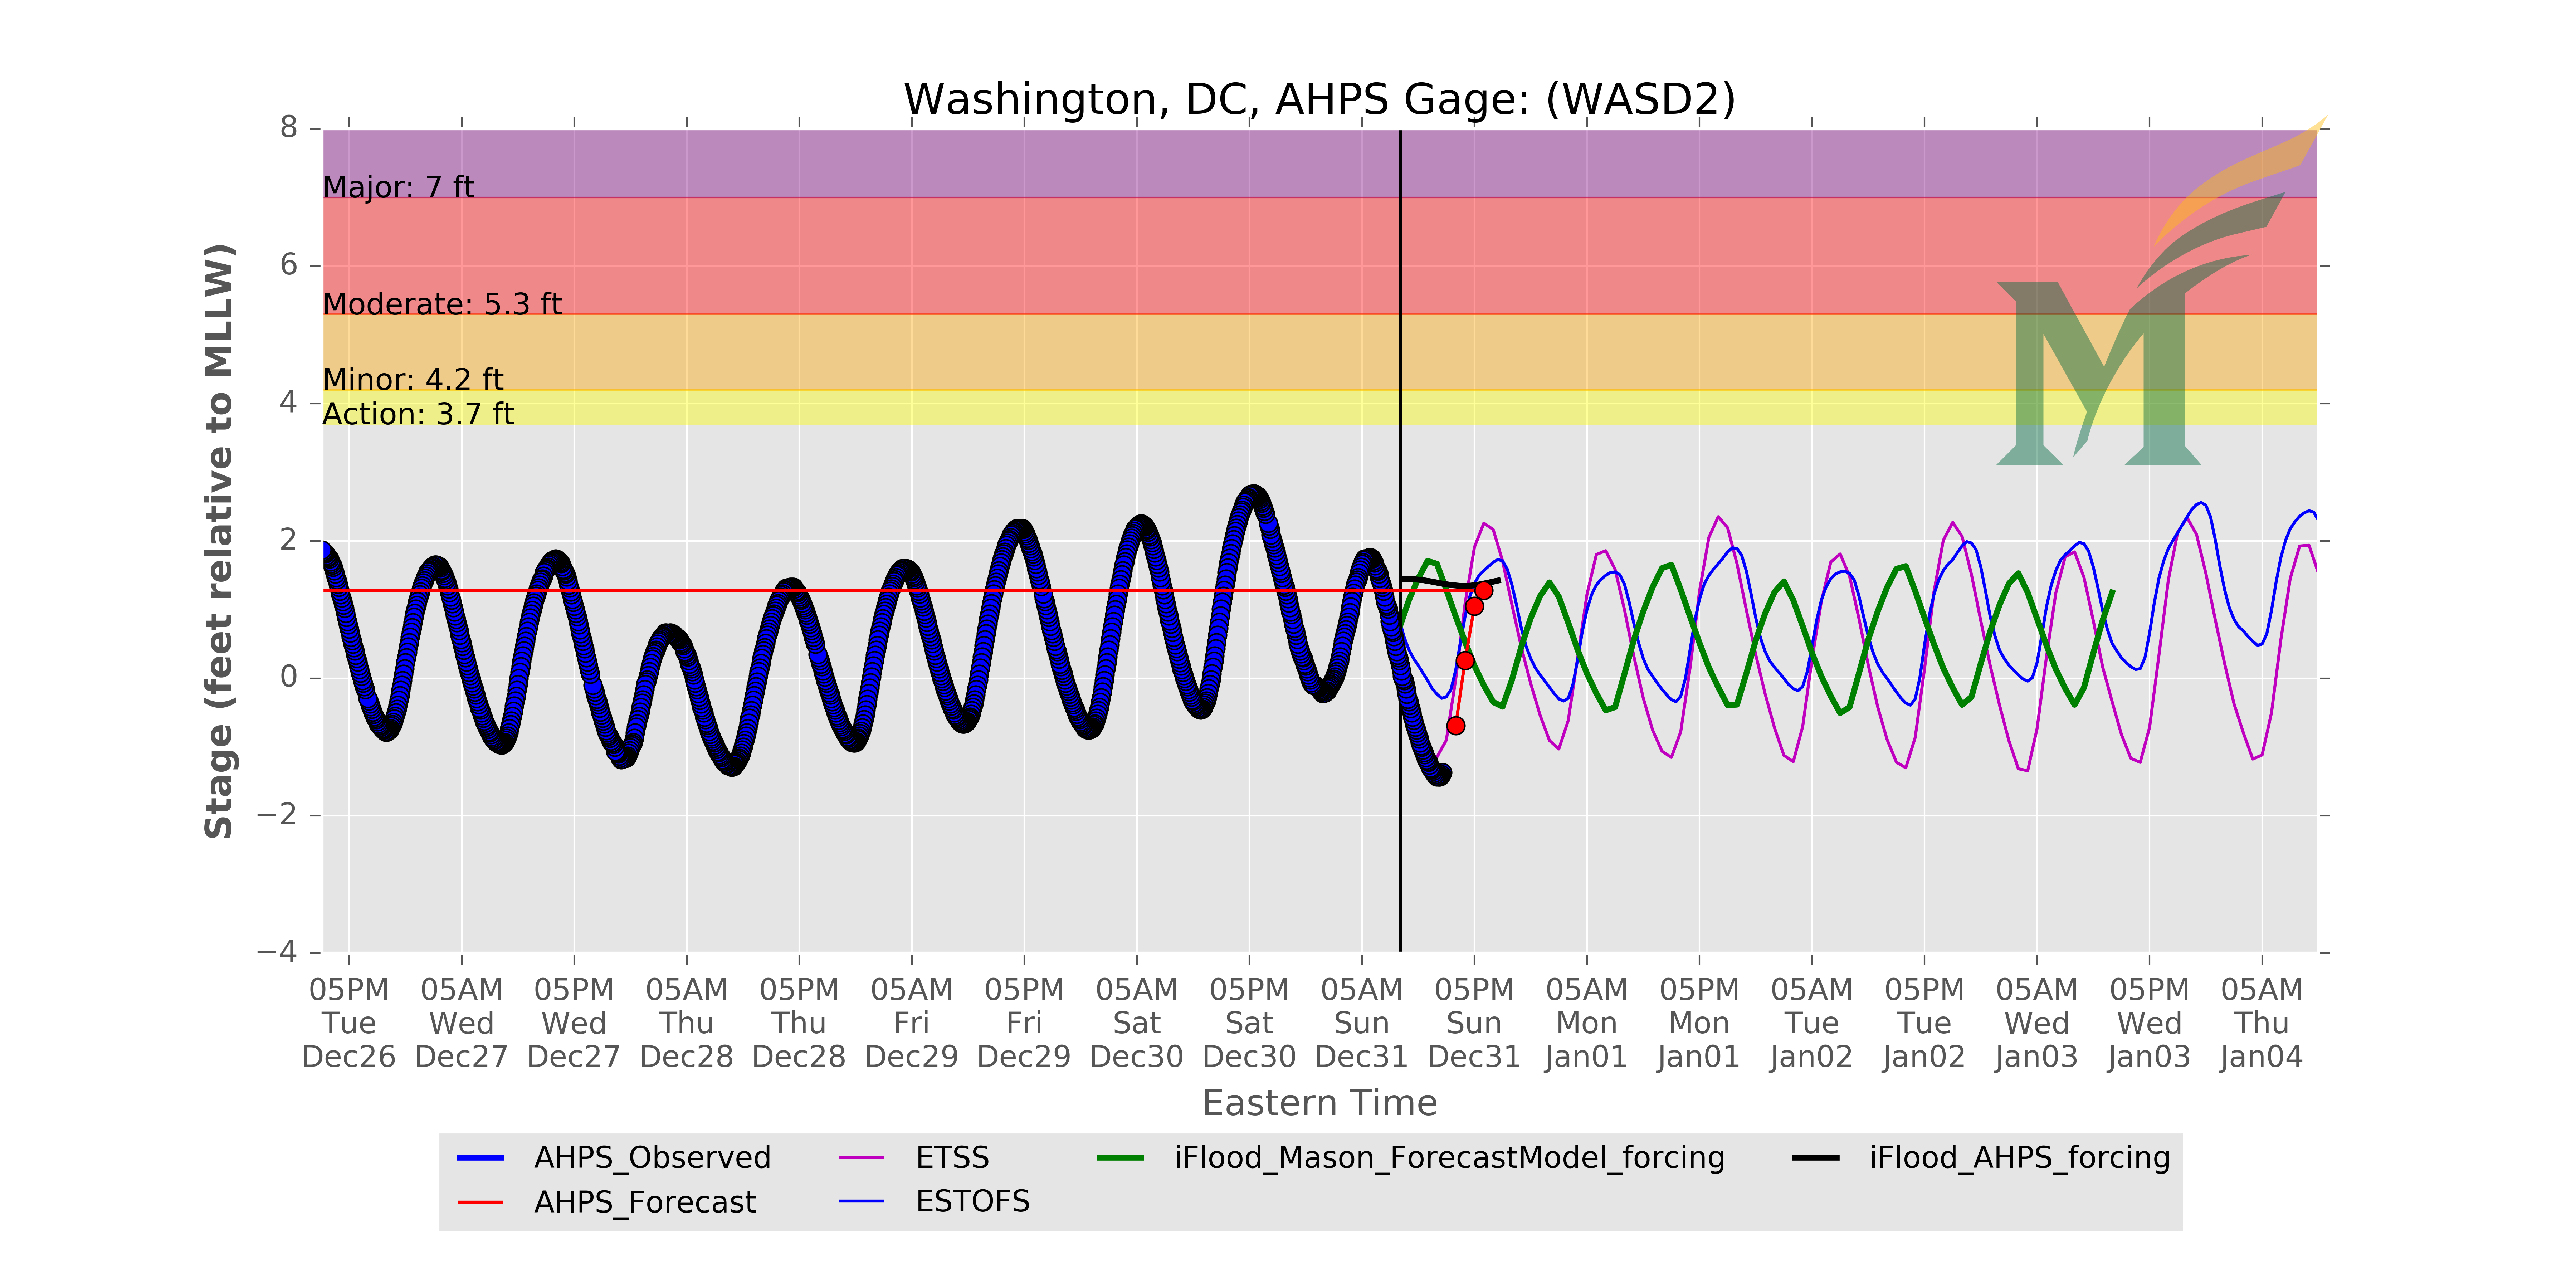 Washington, DC, AHPS Gage: (WASD2)
8
Major: 7 ft
6
Moderate: 5.3 ft
Minor: 4.2 ft
4
Action: 3.7 ft
2
0
−2
−4
Stage (feet relative to MLLW)
05PM 05AM 05PM 05AM 05PM 05AM 05PM 05AM 05PM 05AM 05PM 05AM 05PM 05AM 05PM 05AM 05PM 05AM
Tue Wed Wed Thu Thu Fri Fri Sat Sat Sun Sun Mon Mon Tue Tue Wed Wed Thu
Dec26 Dec27 Dec27 Dec28 Dec28 Dec29 Dec29 Dec30 Dec30 Dec31 Dec31 Jan01 Jan01 Jan02 Jan02 Jan03 Jan03 Jan04
Eastern Time
AHPS_Observed ETSS iFlood_Mason_ForecastModel_forcing iFlood_AHPS_forcing
AHPS_Forecast ESTOFS
M